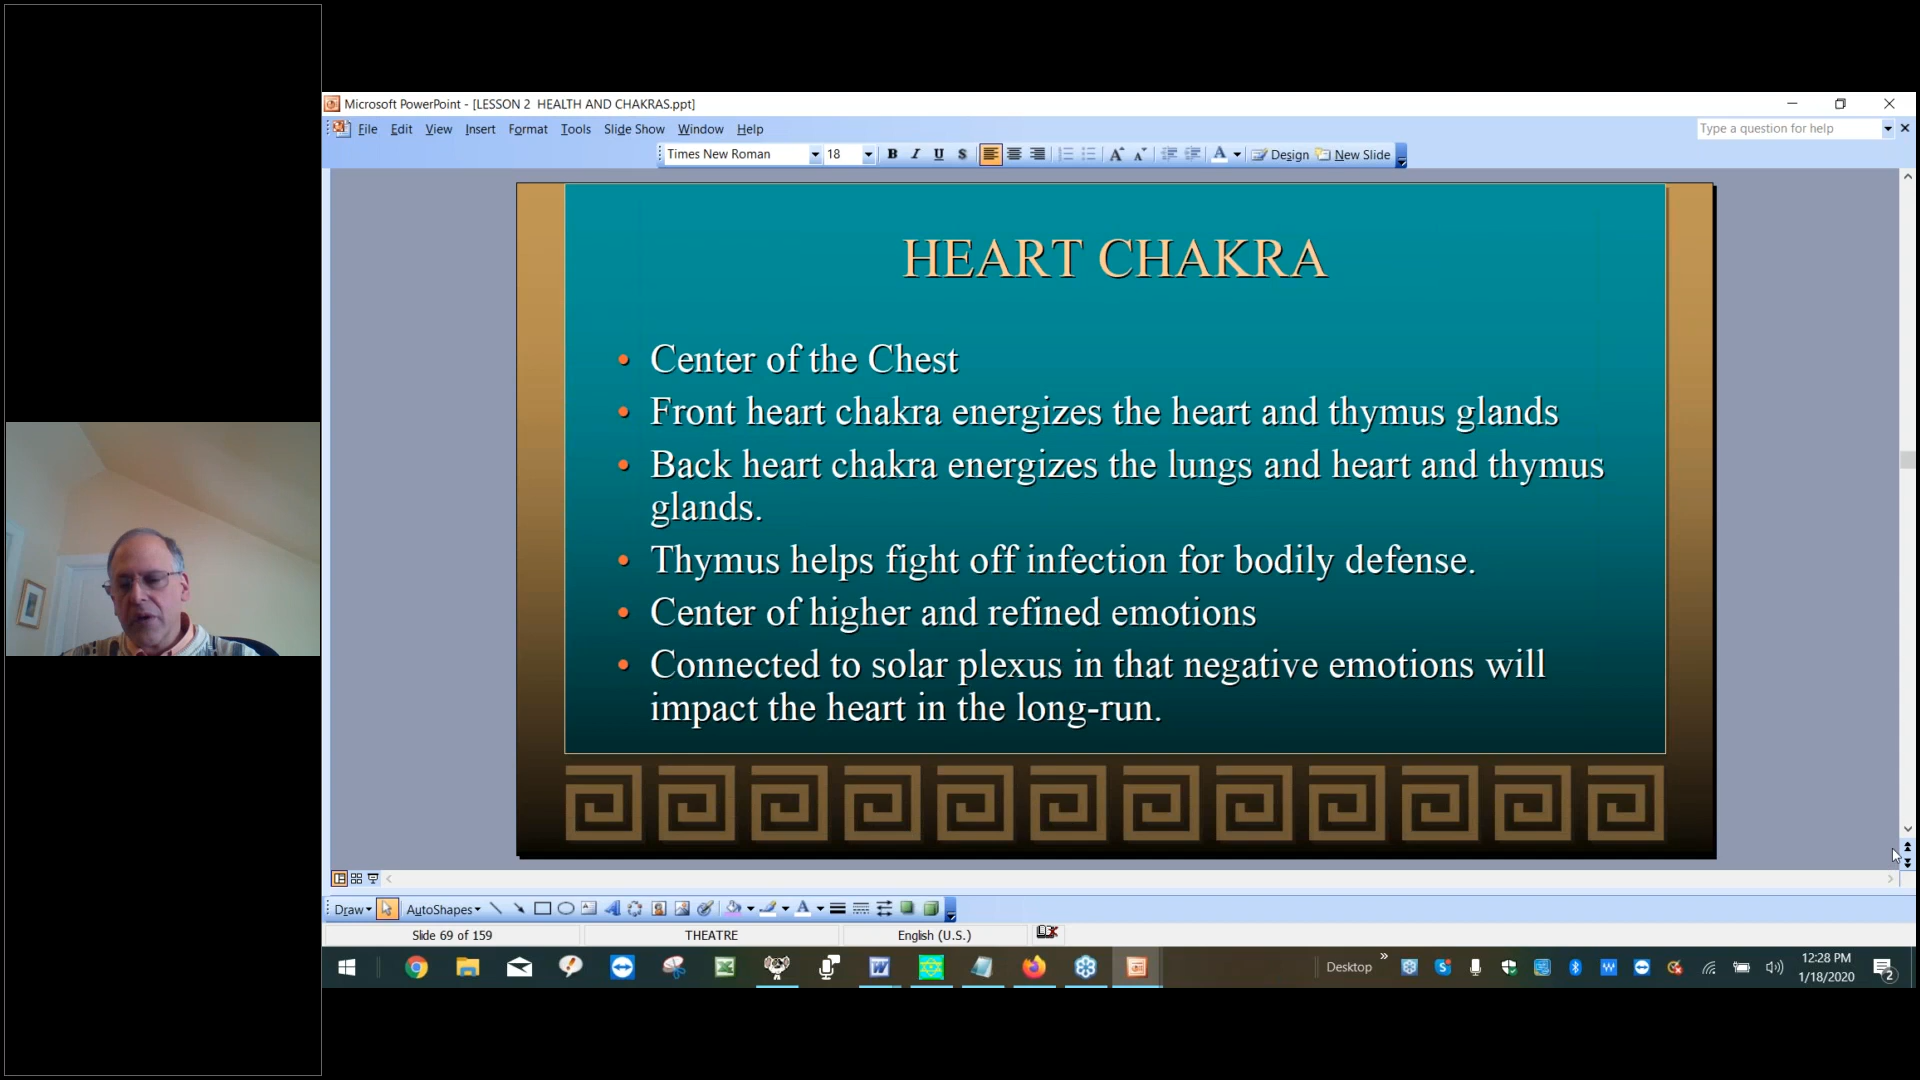 Microsoft PowerPoint - [LESSON 2  HEALTH AND CHAKRAS.ppt]
File Edit View Insert Format Tools Slide Show Window Help
Type a question for help
Times New Roman 18 B I U S A A A Design New Slide
HEART CHAKRA
• Center of the Chest
• Front heart chakra energizes the heart and thymus glands
• Back heart chakra energizes the lungs and heart and thymus
glands.
• Thymus helps fight off infection for bodily defense.
• Center of higher and refined emotions
• Connected to solar plexus in that negative emotions will
impact the heart in the long-run.
Draw AutoShapes A
Slide 69 of 159 THEATRE English (U.S.)
Desktop
12:28 PM
1/18/2020
2